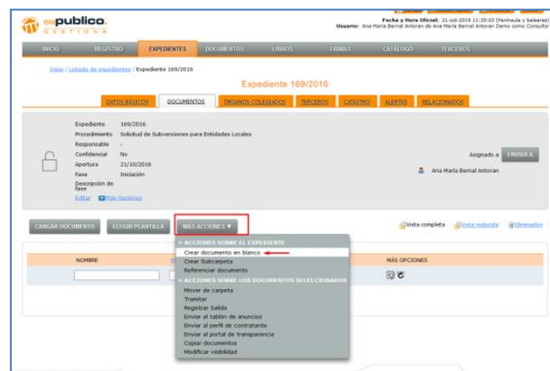 espublico.
GESTIONA
Fecha y Hora Oficial: 21-oct-2016 11:39:03 (Península y baleares)
Usuario: Ana María Bernal Antoran de Ana María Bernal Antoran Demo como Consultor
INICIO REGISTRO EXPEDIENTES DOCUMENTOS LIBROS FIRMAS CATÁLOGO TERCEROS
Inicio / Listado de expedientes / Expediente 169/2016
Expediente 169/2016
DATOS BÁSICOS DOCUMENTOS ÓRGANOS COLEGIADOS TERCEROS CATASTRO ALERTAS RELACIONADOS
Expediente 169/2016
Procedimiento Solicitud de Subvenciones para Entidades Locales
Responsable -
Confidencial No
Apertura 21/10/2016
Fase Iniciación
Descripción de fase
Editar Más Opciones
Asignado a ENVIAR A
Ana María Bernal Antoran
CARGAR DOCUMENTO ELEGIR PLANTILLA MÁS ACCIONES ▼
Vista completa Vista reducida Eliminados
» ACCIONES SOBRE EL EXPEDIENTE
Crear documento en blanco
Crear Subcarpeta
Referenciar documento
» ACCIONES SOBRE LOS DOCUMENTOS SELECCIONADOS
Mover de carpeta
Tramitar
Registrar Salida
Enviar al tablón de anuncios
Enviar al perfil de contratante
Enviar al portal de transparencia
Copiar documentos
Modificar visibilidad
NOMBRE MÁS OPCIONES